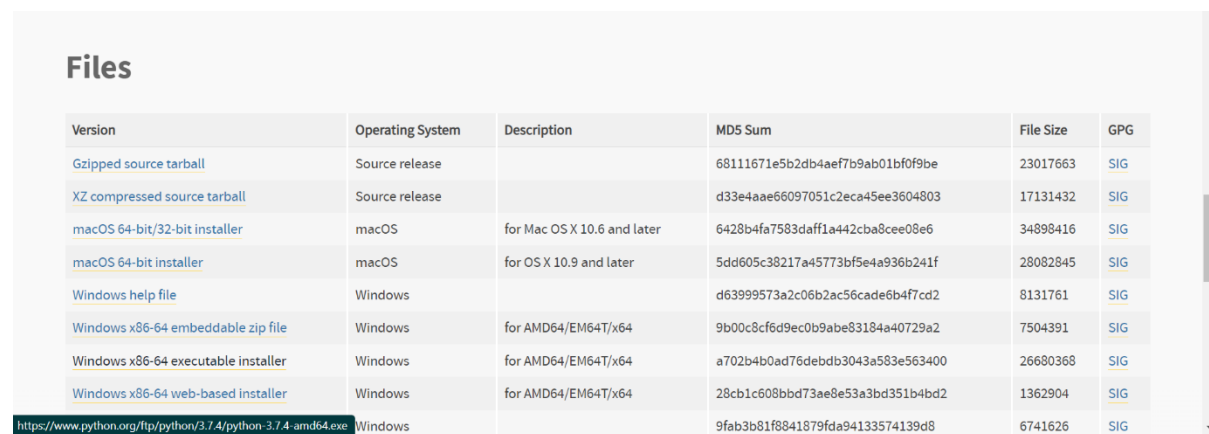 Files
Version Operating System Description MD5 Sum File Size GPG
Gzipped source tarball Source release 68111671e5b2db4aef7b9ab01bf0f9be 23017663 SIG
XZ compressed source tarball Source release d33e4aae66097051c2eca45ee3604803 17131432 SIG
macOS 64-bit/32-bit installer macOS for Mac OS X 10.6 and later 6428b4fa7583daff1a442cba8cee08e6 34898416 SIG
macOS 64-bit installer macOS for OS X 10.9 and later 5dd605c38217a45773bf5e4a936b241f 28082845 SIG
Windows help file Windows d63999573a2c06b2ac56cade6b4f7cd2 8131761 SIG
Windows x86-64 embeddable zip file Windows for AMD64/EM64T/x64 9b00c8cf6d9ec0b9abe83184a40729a2 7504391 SIG
Windows x86-64 executable installer Windows for AMD64/EM64T/x64 a702b4b0ad76debdb3043a583e563400 26680368 SIG
Windows x86-64 web-based installer Windows for AMD64/EM64T/x64 28cb1c608bbd73ae8e53a3bd351b4bd2 1362904 SIG
https://www.python.org/ftp/python/3.7.4/python-3.7.4-amd64.exe Windows 9fab3b81f8841879fda94133574139d8 6741626 SIG